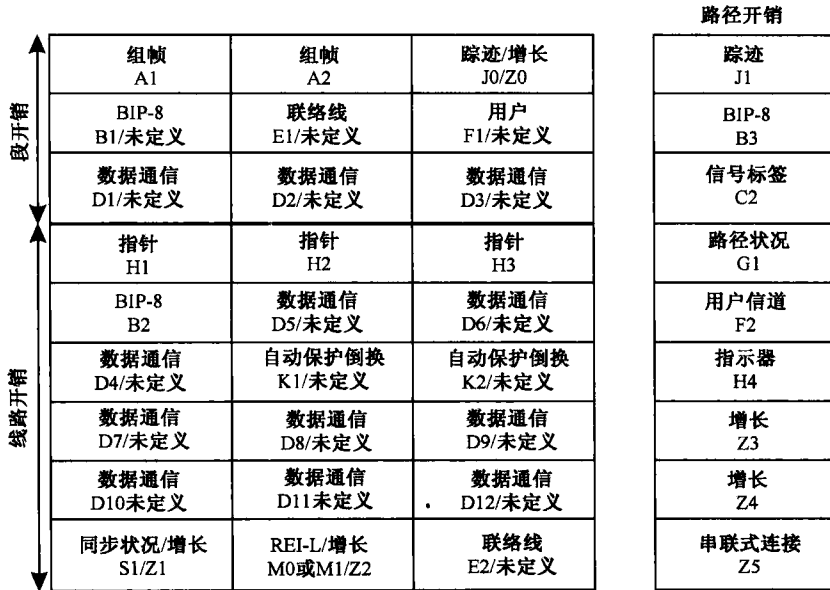 路径开销
段开销
组帧
A1
组帧
A2
踪迹/增长
J0/Z0
踪迹
J1
BIP-8
B1/未定义
联络线
E1/未定义
用户
F1/未定义
BIP-8
B3
数据通信
D1/未定义
数据通信
D2/未定义
数据通信
D3/未定义
信号标签
C2
线路开销
指针
H1
指针
H2
指针
H3
路径状况
G1
BIP-8
B2
数据通信
D5/未定义
数据通信
D6/未定义
用户信道
F2
数据通信
D4/未定义
自动保护倒换
K1/未定义
自动保护倒换
K2/未定义
指示器
H4
数据通信
D7/未定义
数据通信
D8/未定义
数据通信
D9/未定义
增长
Z3
数据通信
D10未定义
数据通信
D11未定义
数据通信
D12/未定义
增长
Z4
同步状况/增长
S1/Z1
REI-L/增长
M0或M1/Z2
联络线
E2/未定义
串联式连接
Z5